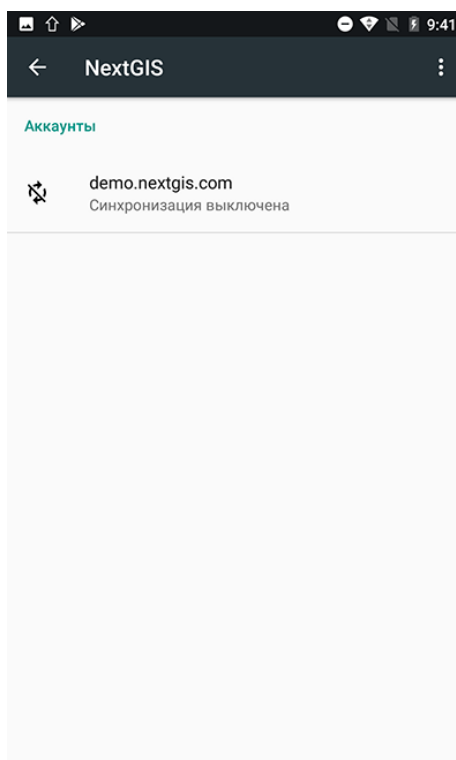 9:41
NextGIS
Аккаунты
demo.nextgis.com
Синхронизация выключена